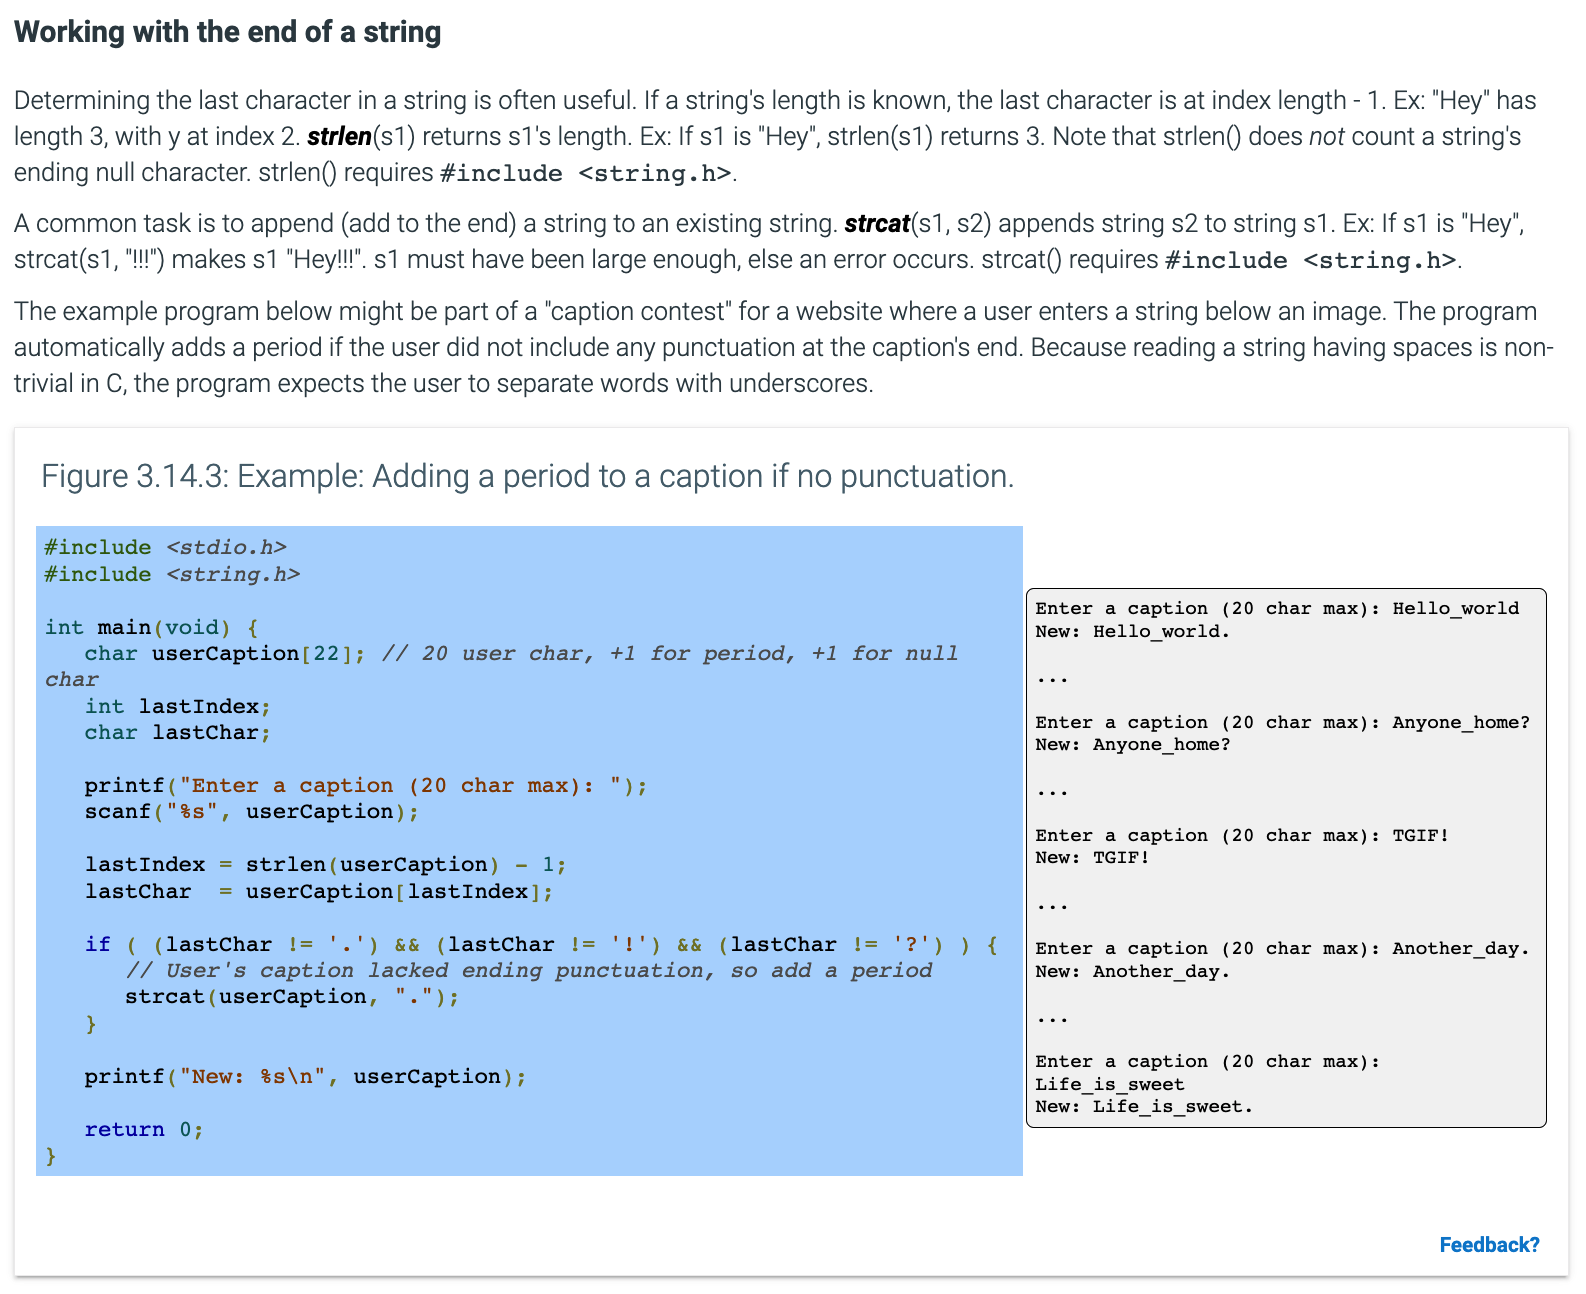 Working with the end of a string
Determining the last character in a string is often useful. If a string's length is known, the last character is at index length - 1. Ex: "Hey" has
length 3, with y at index 2. strlen(s1) returns s1's length. Ex: If s1 is "Hey", strlen(s1) returns 3. Note that strlen() does not count a string's
ending null character. strlen() requires #include <string.h>.
A common task is to append (add to the end) a string to an existing string. strcat(s1, s2) appends string s2 to string s1. Ex: If s1 is "Hey",
strcat(s1, "!!!") makes s1 "Hey!!!". s1 must have been large enough, else an error occurs. strcat() requires #include <string.h>.
The example program below might be part of a "caption contest" for a website where a user enters a string below an image. The program
automatically adds a period if the user did not include any punctuation at the caption's end. Because reading a string having spaces is non-
trivial in C, the program expects the user to separate words with underscores.
Figure 3.14.3: Example: Adding a period to a caption if no punctuation.
#include <stdio.h>
#include <string.h>
int main(void) {
   char userCaption[22]; // 20 user char, +1 for period, +1 for null
char
   int lastIndex;
   char lastChar;
   printf("Enter a caption (20 char max): ");
   scanf("%s", userCaption);
   lastIndex = strlen(userCaption) - 1;
   lastChar  = userCaption[lastIndex];
   if ( (lastChar != '.') && (lastChar != '!') && (lastChar != '?') ) {
      // User's caption lacked ending punctuation, so add a period
      strcat(userCaption, ".");
   }
   printf("New: %s\n", userCaption);
   return 0;
}
Enter a caption (20 char max): Hello_world
New: Hello_world.
...
Enter a caption (20 char max): Anyone_home?
New: Anyone_home?
...
Enter a caption (20 char max): TGIF!
New: TGIF!
...
Enter a caption (20 char max): Another_day.
New: Another_day.
...
Enter a caption (20 char max):
Life_is_sweet
New: Life_is_sweet.
Feedback?